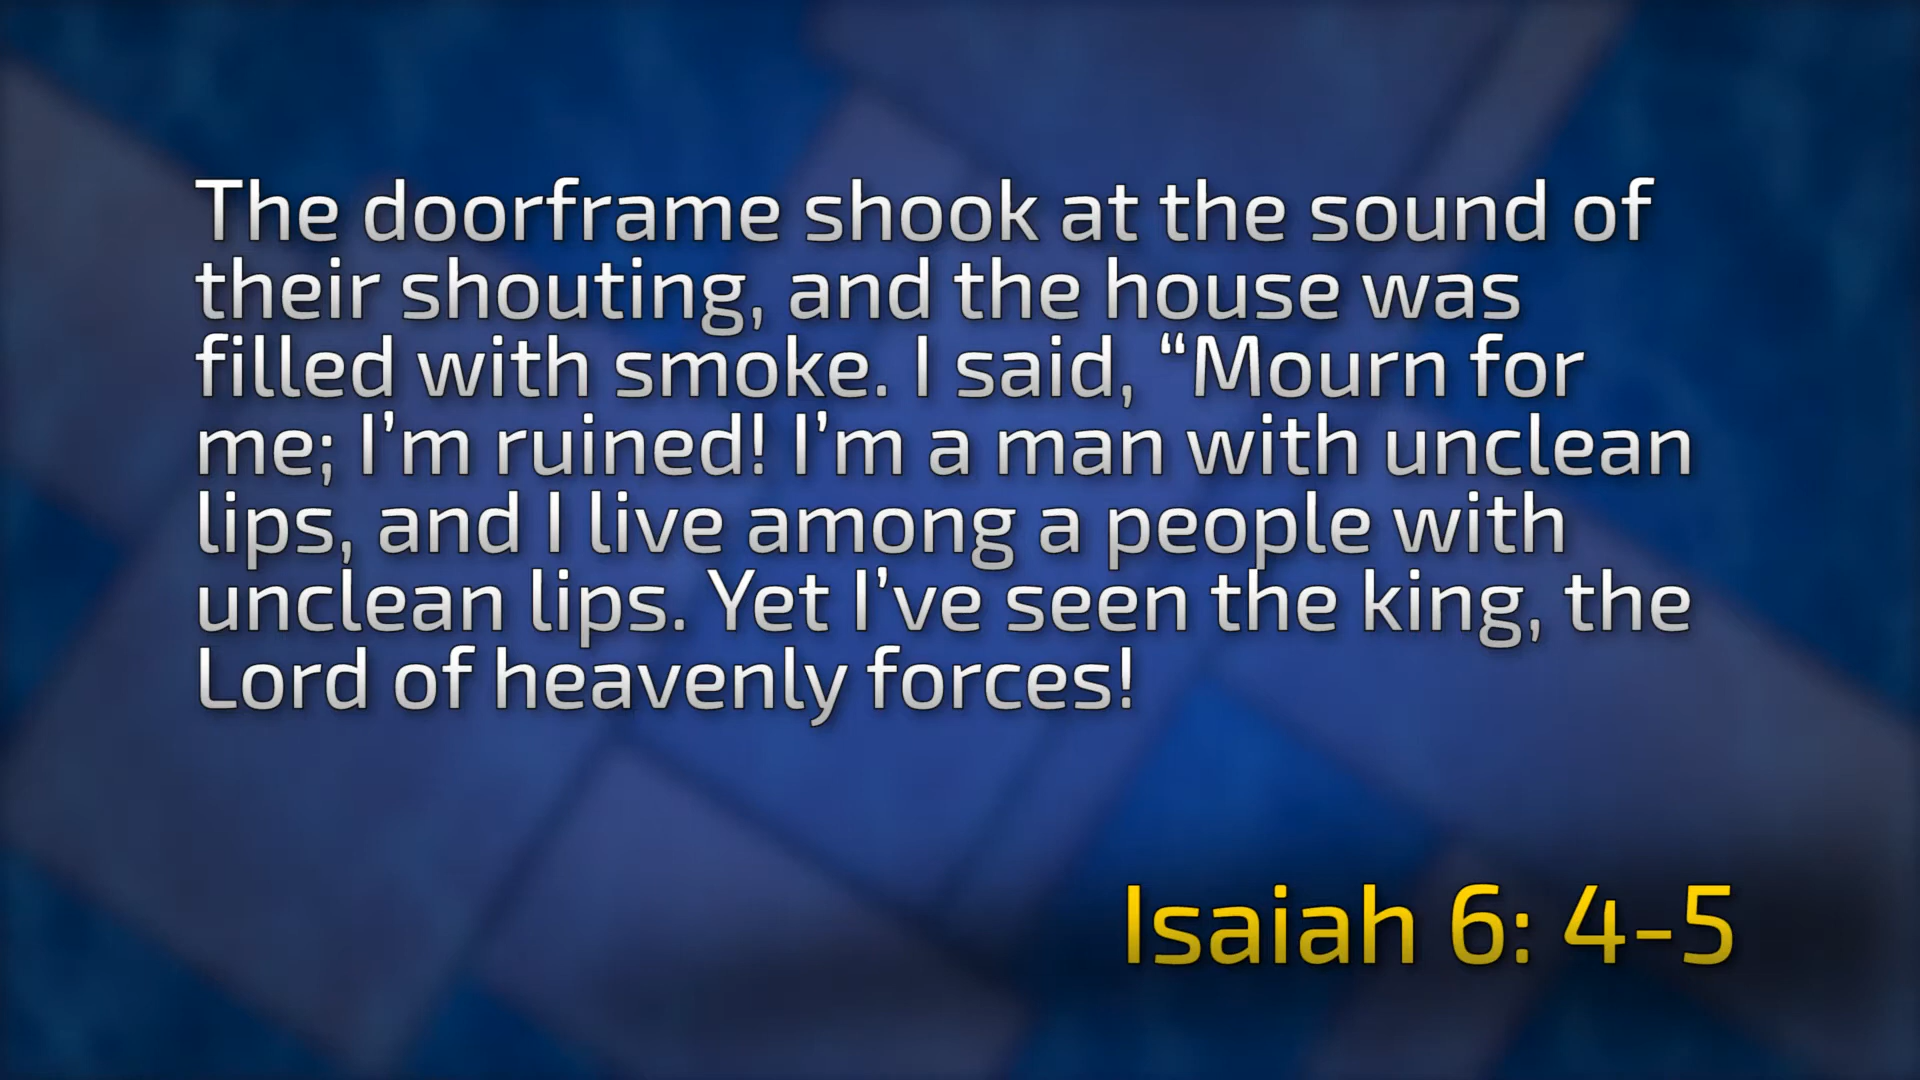 The doorframe shook at the sound of
their shouting, and the house was
filled with smoke. I said, “Mourn for
me; I’m ruined! I’m a man with unclean
lips, and I live among a people with
unclean lips. Yet I’ve seen the king, the
Lord of heavenly forces!
Isaiah 6: 4-5